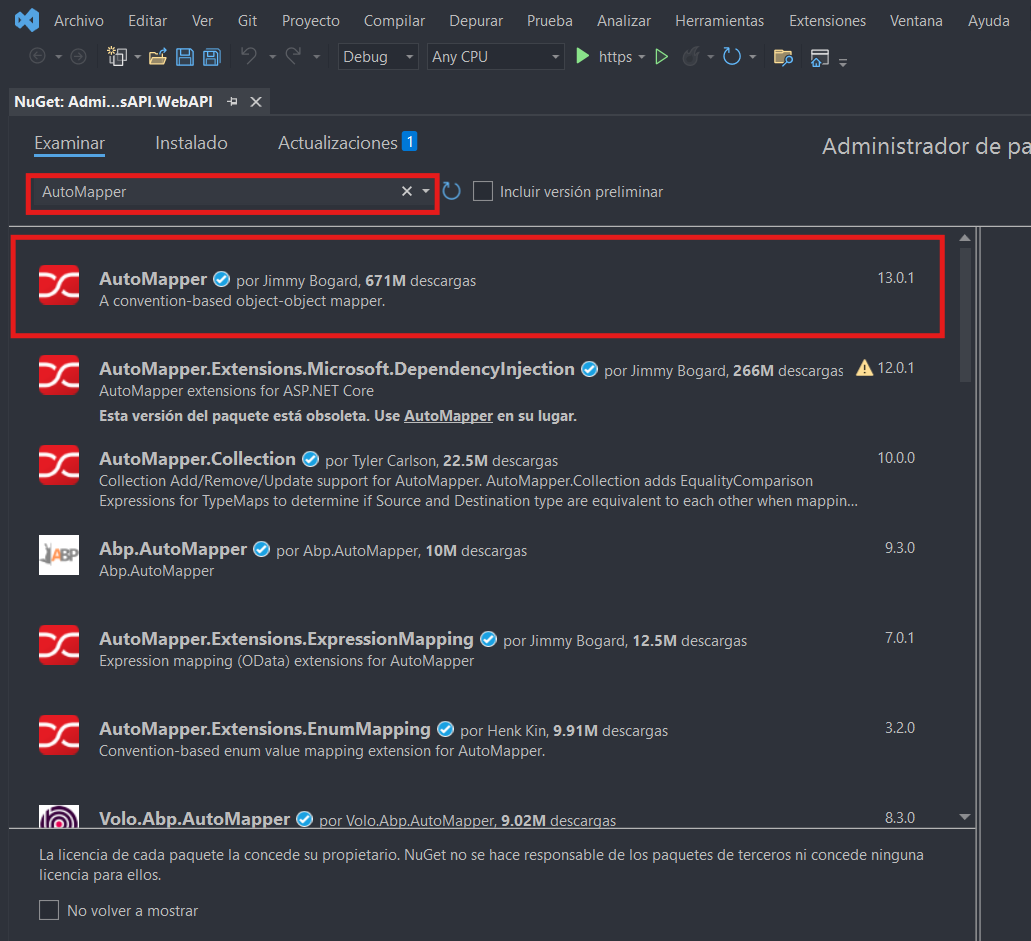 Archivo Editar Ver Git Proyecto Compilar Depurar Prueba Analizar Herramientas Extensiones Ventana Ayuda
Debug Any CPU https
NuGet: Admi...sAPI.WebAPI
Examinar Instalado Actualizaciones 1
Administrador de pa
AutoMapper
Incluir versión preliminar
AutoMapper por Jimmy Bogard, 671M descargas 13.0.1
A convention-based object-object mapper.
AutoMapper.Extensions.Microsoft.DependencyInjection por Jimmy Bogard, 266M descargas 12.0.1
AutoMapper extensions for ASP.NET Core
Esta versión del paquete está obsoleta. Use AutoMapper en su lugar.
AutoMapper.Collection por Tyler Carlson, 22.5M descargas 10.0.0
Collection Add/Remove/Update support for AutoMapper. AutoMapper.Collection adds EqualityComparison
Expressions for TypeMaps to determine if Source and Destination type are equivalent to each other when mappin...
ABP
Abp.AutoMapper por Abp.AutoMapper, 10M descargas 9.3.0
Abp.AutoMapper
AutoMapper.Extensions.ExpressionMapping por Jimmy Bogard, 12.5M descargas 7.0.1
Expression mapping (OData) extensions for AutoMapper
AutoMapper.Extensions.EnumMapping por Henk Kin, 9.91M descargas 3.2.0
Convention-based enum value mapping extension for AutoMapper.
Volo.Abp.AutoMapper por Volo.Abp.AutoMapper, 9.02M descargas 8.3.0
La licencia de cada paquete la concede su propietario. NuGet no se hace responsable de los paquetes de terceros ni concede ninguna
licencia para ellos.
No volver a mostrar